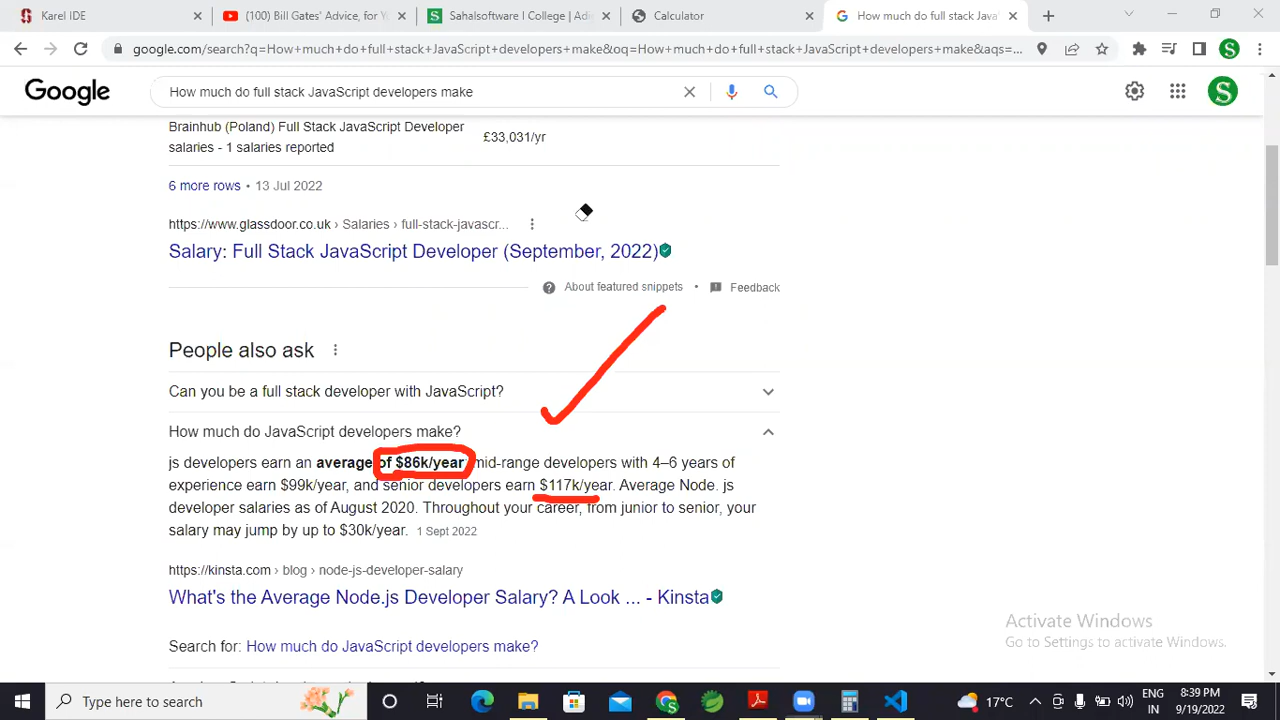 Karel IDE
(100) Bill Gates' Advice, for Y
Sahalsoftware I College | Adi
Calculator
How much do full stack Java
google.com/search?q=How+much+do+full+stack+JavaScript+developers+make&oq=How+much+do+full+stack+JavaScript+developers+make&aqs=...
Google
How much do full stack JavaScript developers make
S
Brainhub (Poland) Full Stack JavaScript Developer
salaries - 1 salaries reported
£33,031/yr
6 more rows • 13 Jul 2022
https://www.glassdoor.co.uk › Salaries › full-stack-javascr...
Salary: Full Stack JavaScript Developer (September, 2022)
About featured snippets • Feedback
People also ask
Can you be a full stack developer with JavaScript?
How much do JavaScript developers make?
js developers earn an average of $86k/year mid-range developers with 4–6 years of
experience earn $99k/year, and senior developers earn $117k/year. Average Node. js
developer salaries as of August 2020. Throughout your career, from junior to senior, your
salary may jump by up to $30k/year. 1 Sept 2022
https://kinsta.com › blog › node-js-developer-salary
What's the Average Node.js Developer Salary? A Look ... - Kinsta
Search for: How much do JavaScript developers make?
Activate Windows
Go to Settings to activate Windows.
Type here to search
17°C
ENG
IN
8:39 PM
9/19/2022